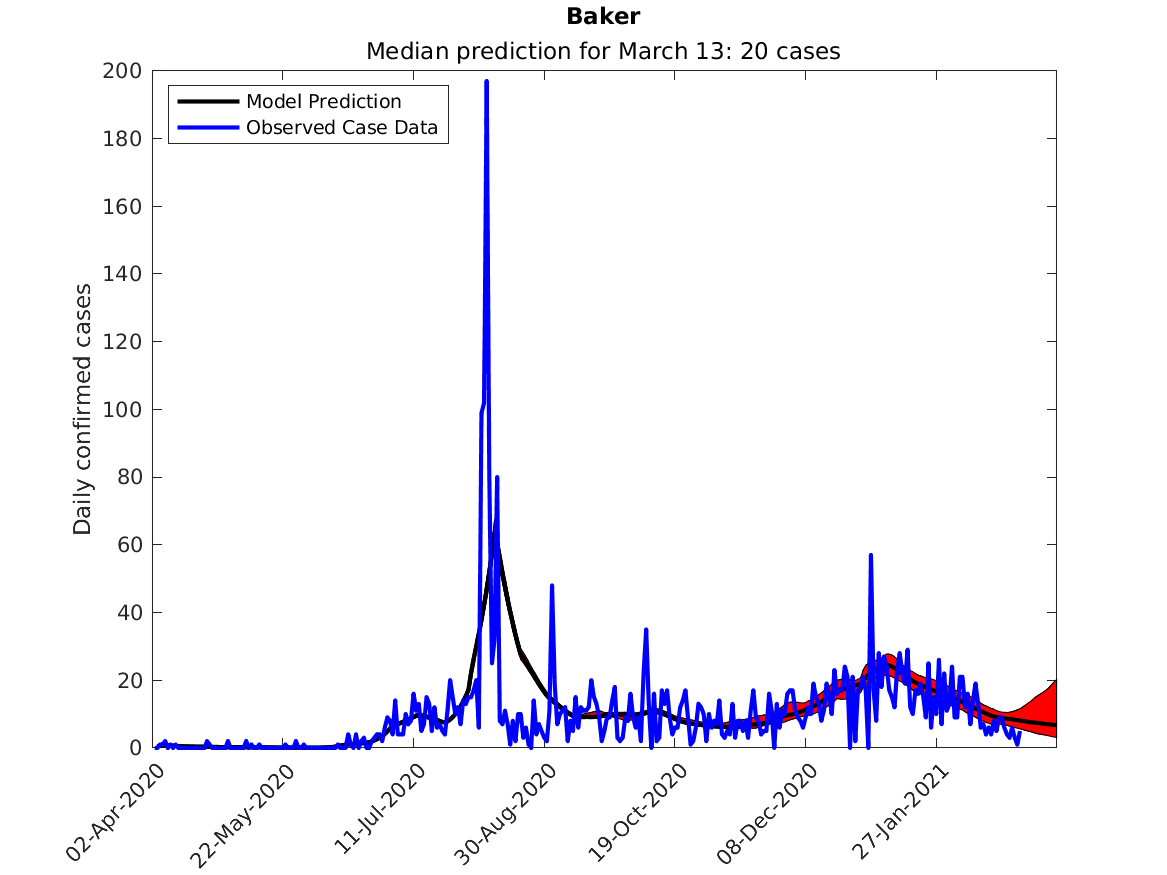 Baker
Median prediction for March 13: 20 cases
Model Prediction
Observed Case Data
Daily confirmed cases
200
180
160
140
120
100
80
60
40
20
0
02-Apr-2020
22-May-2020
11-Jul-2020
30-Aug-2020
19-Oct-2020
08-Dec-2020
27-Jan-2021